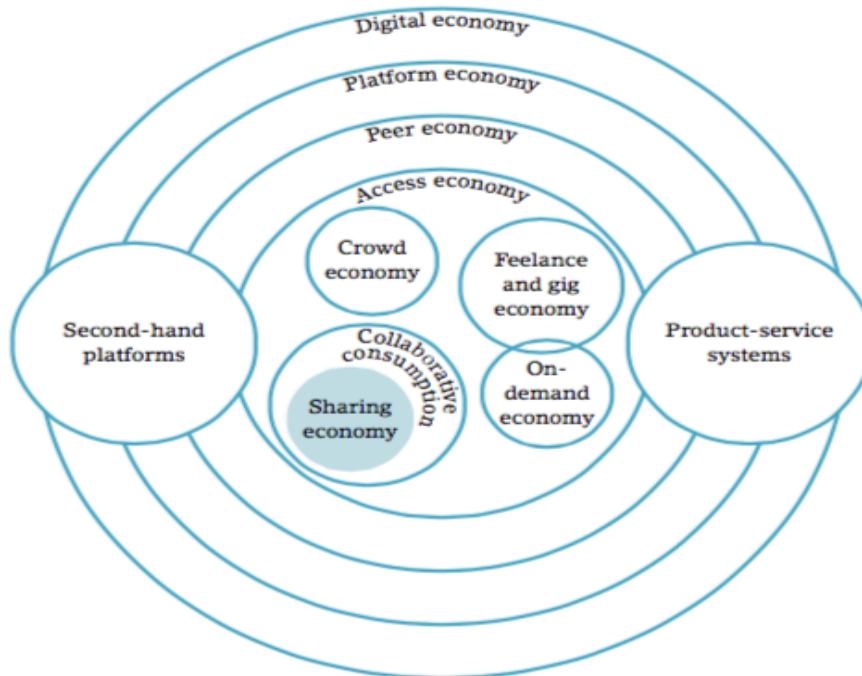 Digital economy
Platform economy
Peer economy
Access economy
Crowd
economy
Feelance
and gig
economy
Second-hand
platforms
Product-service
systems
Collaborative
consumption
On-
demand
economy
Sharing
economy